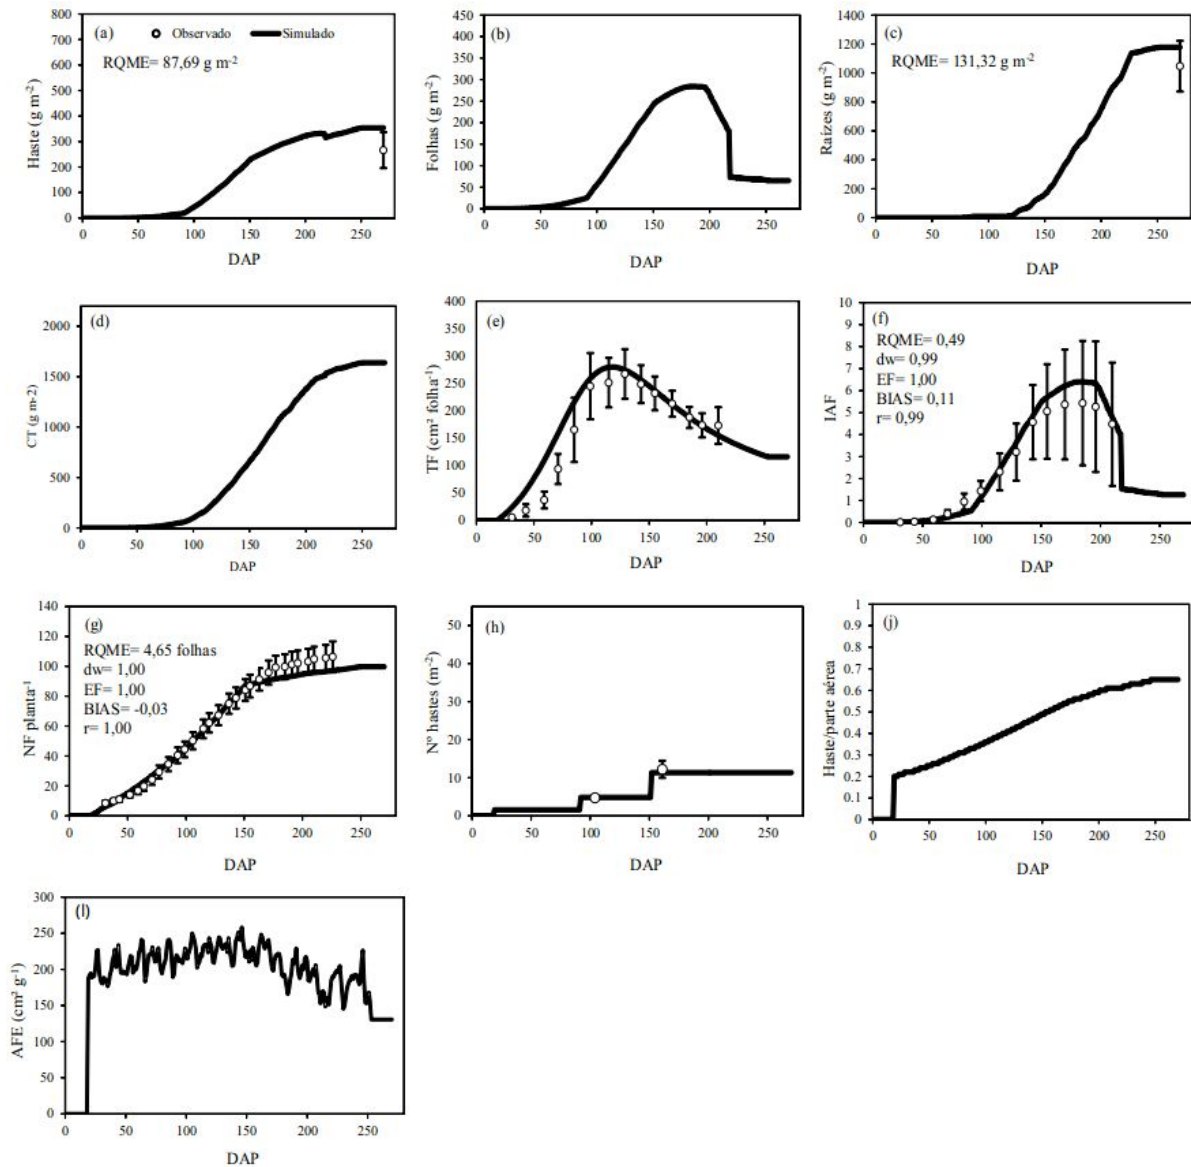 (a)
Observado
Simulado
RQME= 87,69 g m-2
Haste (g m-2)
800
700
600
500
400
300
200
100
0
0 50 100 150 200 250
DAP
(b)
Folhas (g m-2)
450
400
350
300
250
200
150
100
50
0
0 50 100 150 200 250
DAP
(c)
RQME = 131,32 g m-2
Raízes (g m-2)
1400
1200
1000
800
600
400
200
0
0 50 100 150 200 250
DAP
(d)
CT (g m-2)
2000
1500
1000
500
0
0 50 100 150 200 250
DAP
(e)
TF (cm² folha-1)
400
350
300
250
200
150
100
50
0
0 50 100 150 200 250
DAP
(f)
RQME= 0,49
dw= 0,99
EF= 1,00
BIAS= 0,11
r= 0,99
IAF
10
9
8
7
6
5
4
3
2
1
0
0 50 100 150 200 250
DAP
(g)
RQME= 4,65 folhas
dw= 1,00
EF= 1,00
BIAS= -0,03
r= 1,00
NF planta-1
140
120
100
80
60
40
20
0
0 50 100 150 200 250
DAP
(h)
Nº hastes (m-2)
50
40
30
20
10
0
0 50 100 150 200 250
DAP
(j)
Haste/parte aérea
1
0.9
0.8
0.7
0.6
0.5
0.4
0.3
0.2
0.1
0
0 50 100 150 200 250
DAP
(l)
AFE (cm² g-1)
300
250
200
150
100
50
0
0 50 100 150 200 250
DAP